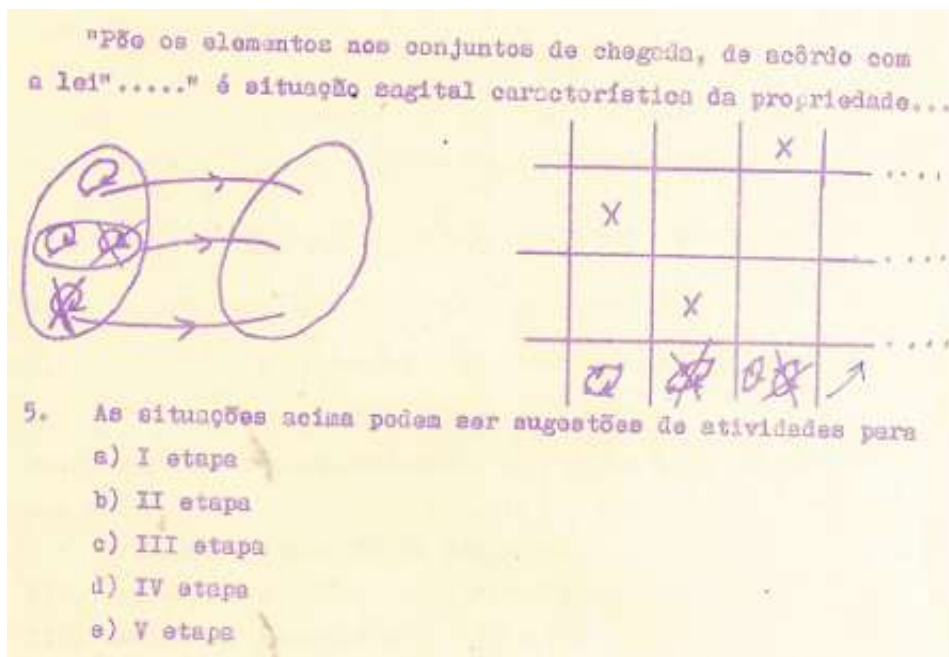 "Põe os elementos nos conjuntos de chegada, de acôrdo com
a lei"....." é situação sagital característica da propriedade...
x
x
x
5. As situações acima podem ser sugestões de atividades para
a) I etapa
b) II etapa
c) III etapa
d) IV etapa
e) V etapa